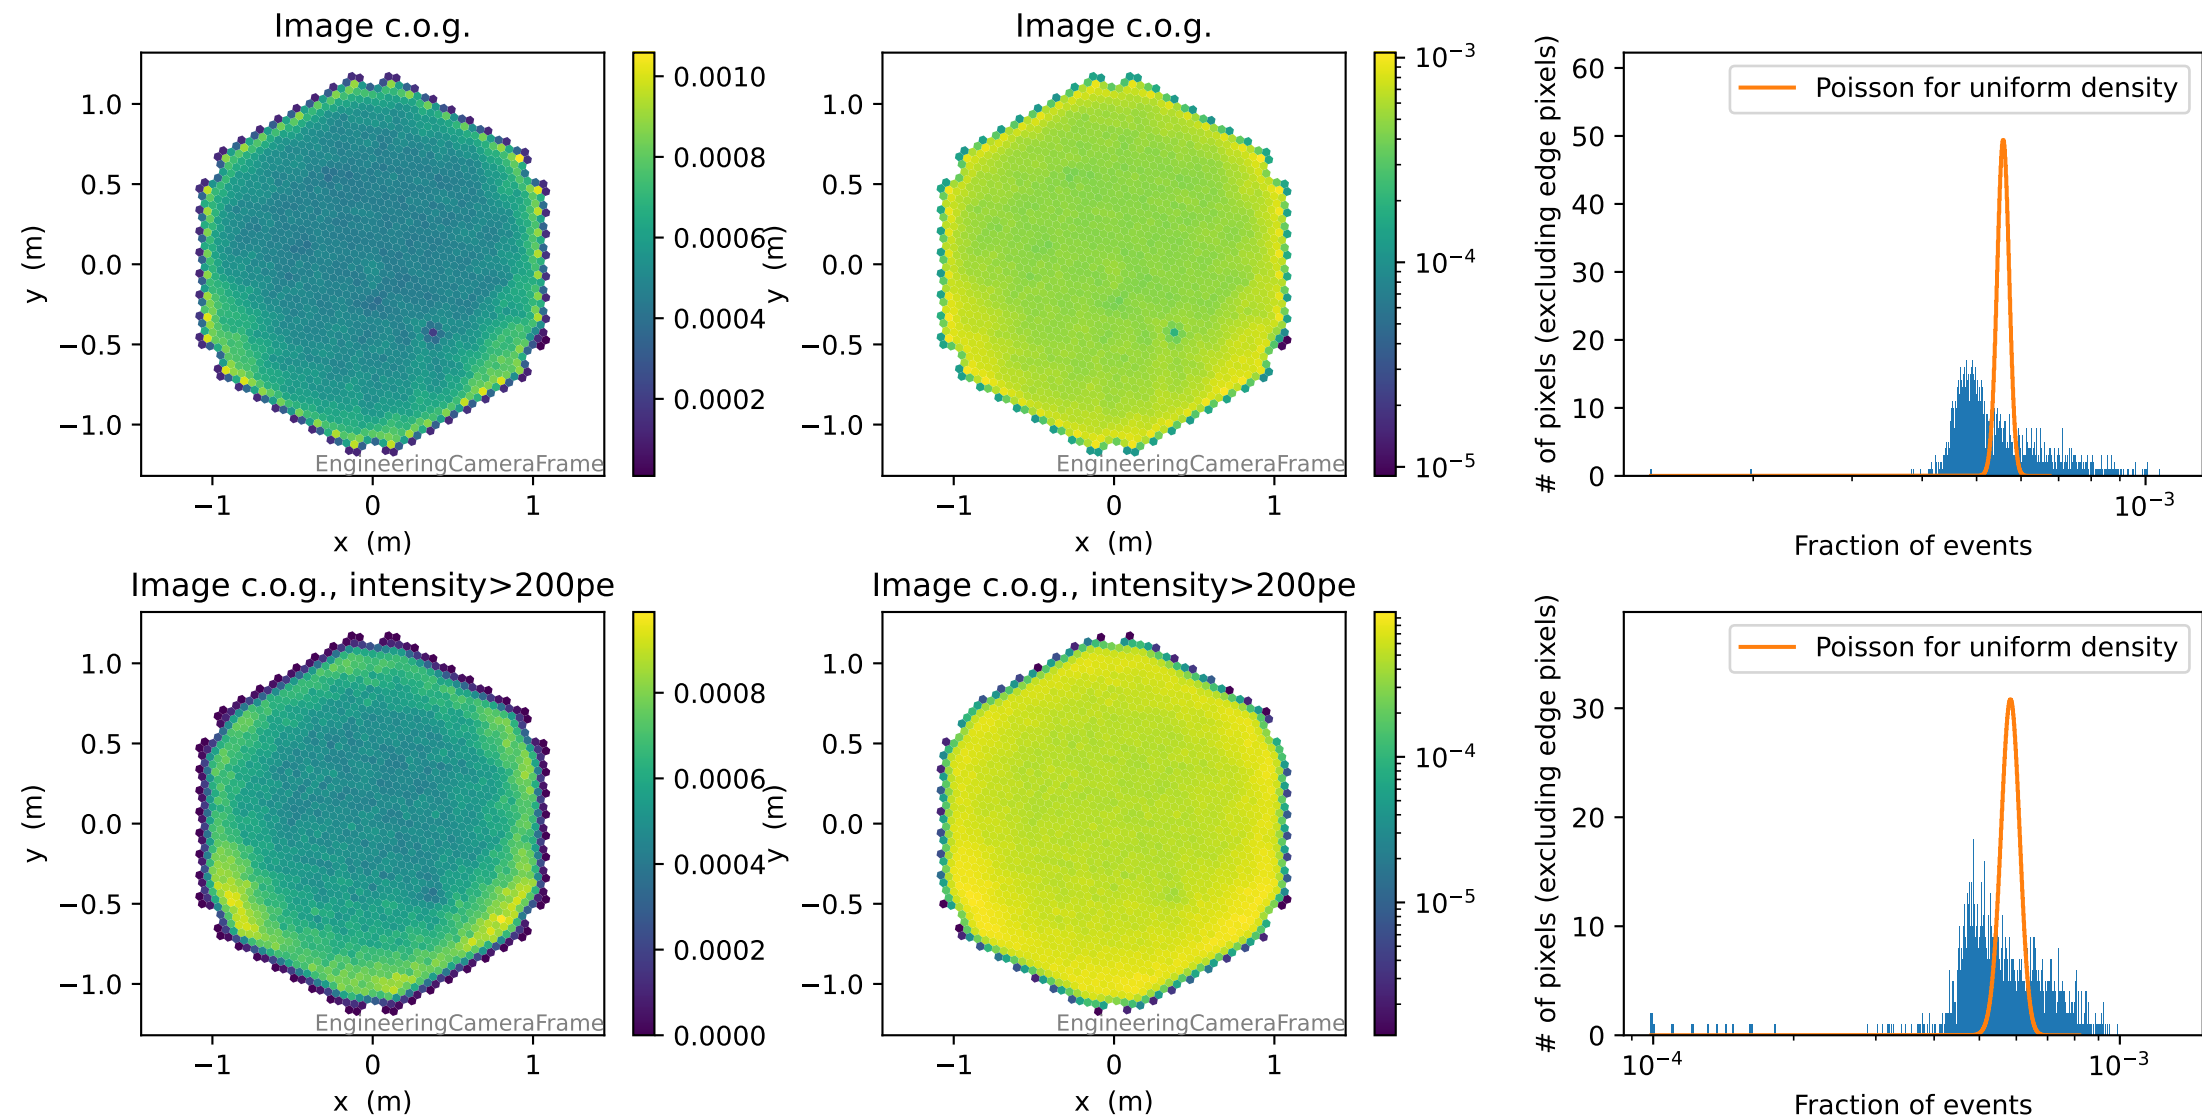 Image c.o.g.
1.0
0.5
0.0
−0.5
−1.0
y (m)
−1 0 1
x (m)
EngineeringCameraFrame
0.0010
0.0008
0.0006
0.0004
0.0002
Image c.o.g.
1.0
0.5
0.0
−0.5
−1.0
y (m)
−1 0 1
x (m)
EngineeringCameraFrame
10⁻³
10⁻⁴
10⁻⁵
60
50
40
30
20
10
0
# of pixels (excluding edge pixels)
Poisson for uniform density
10⁻³
Fraction of events
Image c.o.g., intensity>200pe
1.0
0.5
0.0
−0.5
−1.0
y (m)
−1 0 1
x (m)
EngineeringCameraFrame
0.0008
0.0006
0.0004
0.0002
0.0000
Image c.o.g., intensity>200pe
1.0
0.5
0.0
−0.5
−1.0
y (m)
−1 0 1
x (m)
EngineeringCameraFrame
10⁻⁴
10⁻⁵
30
20
10
0
# of pixels (excluding edge pixels)
Poisson for uniform density
10⁻⁴ 10⁻³
Fraction of events